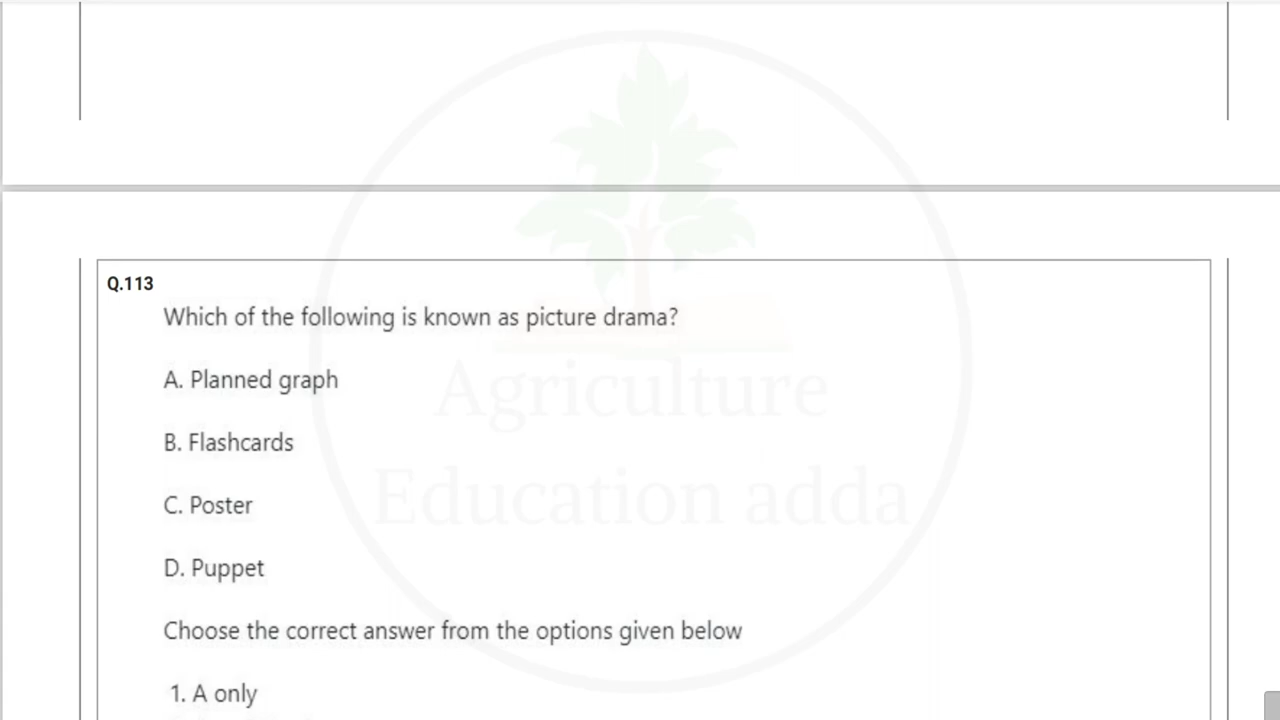 Q.113
Which of the following is known as picture drama?
A. Planned graph
Agriculture
B. Flashcards
Education adda
C. Poster
D. Puppet
Choose the correct answer from the options given below
1. A only